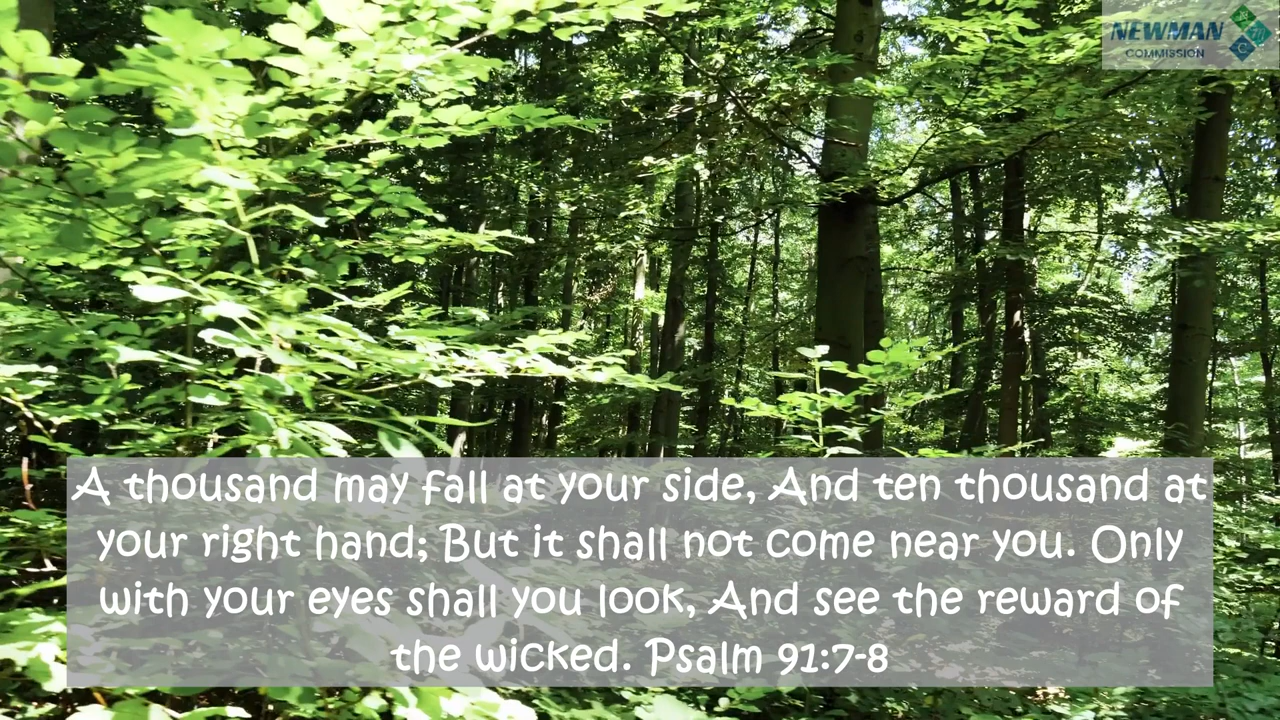 NEWMAN
COMMISSION
A thousand may fall at your side, And ten thousand at
your right hand; But it shall not come near you. Only
with your eyes shall you look, And see the reward of
the wicked. Psalm 91:7-8